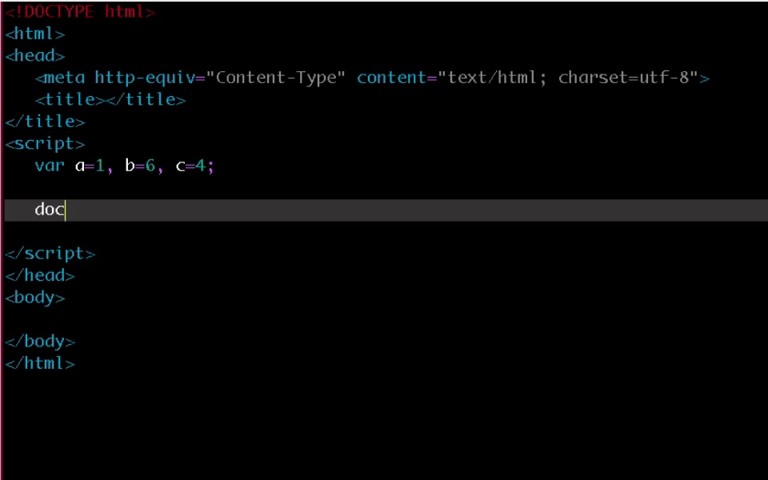 <!DOCTYPE html>
<html>
<head>
<meta http-equiv="Content-Type" content="text/html; charset=utf-8">
<title></title>
</title>
<script>
var a=1, b=6, c=4;
doc
</script>
</head>
<body>
</body>
</html>